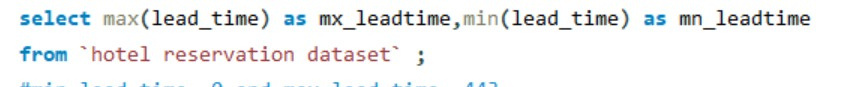 select max(lead_time) as mx_leadtime,min(lead_time) as mn_leadtime
from `hotel reservation dataset` ;